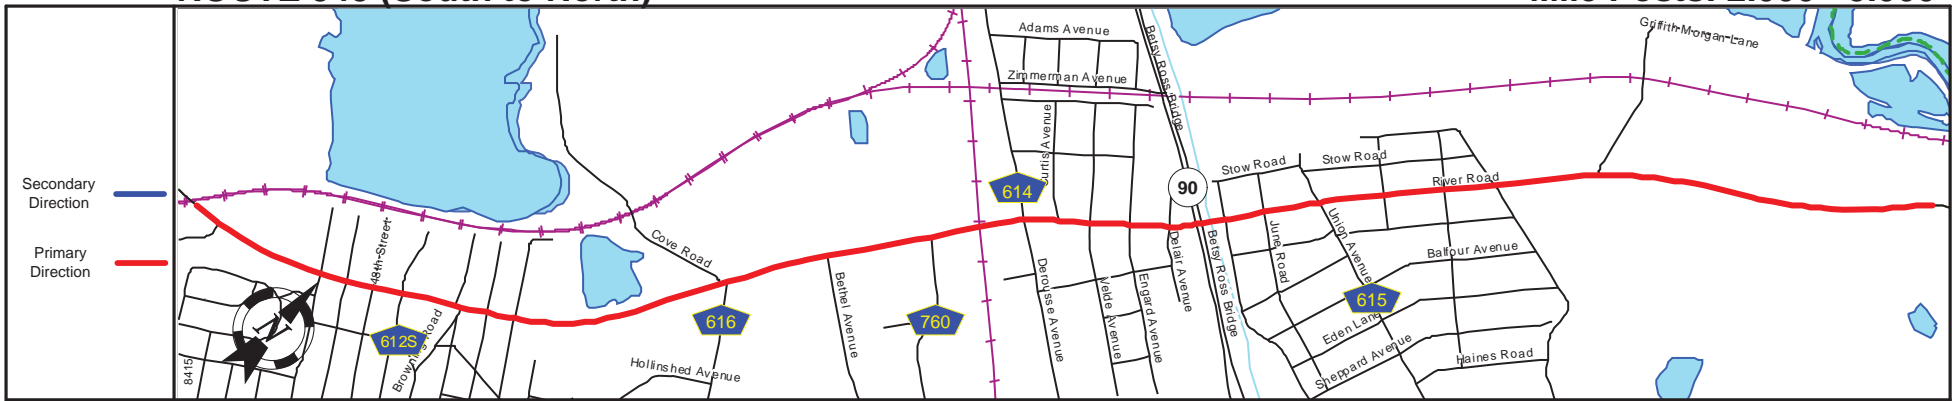 Secondary
Direction
Primary
Direction
Adams Avenue
Zimmerman Avenue
Betsy Ross Bridge
Griffith-Morgan-Lane
Curtis Avenue
614
90
Stow Road
Stow Road
River Road
48th-Street
Cove Road
Delair Avenue
Betsy Ross Bridge
June Road
Union Avenue
Balfour Avenue
Bethel Avenue
Derousse Avenue
Velde Avenue
Engard Avenue
N
612S
616
760
615
Eden Lane
Sheppard Avenue
Haines Road
Hollinshed Avenue
8415